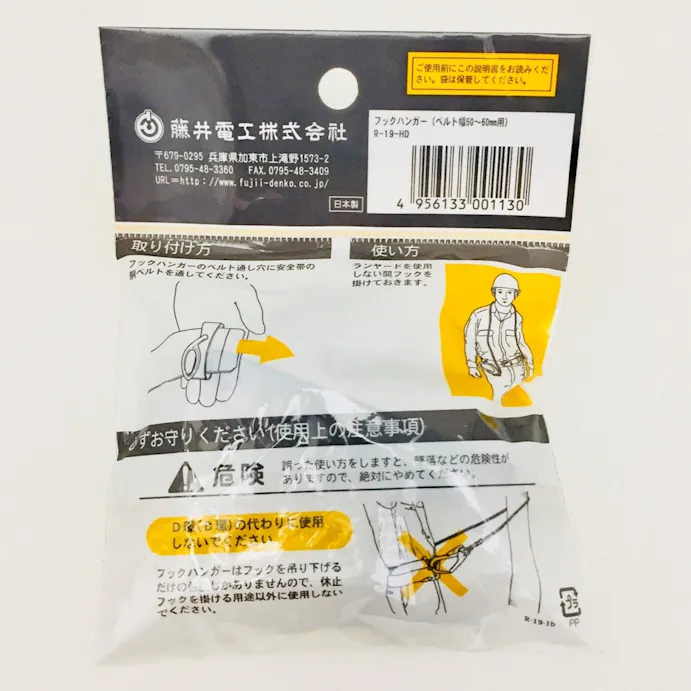 ご使用前にこの説明書をお読みくだ
さい。袋は保管してください。
藤井電工株式会社
〒679-0295 兵庫県加東市上滝野1573-2
TEL.0795-48-3360 FAX.0795-48-3409
URL=http://www.fujii-denko.co.jp/
日本製
フックハンガー(ベルト幅50〜60mm用)
R-19-HD
4 956133 001130
取り付け方
フックハンガーのベルト通し穴に安全帯の
胴ベルトを通してください。
使い方
ランヤードを使用
しない間フックを
掛けておきます。
必ずお守りください(使用上の注意事項)
危険
誤った使い方をしますと、墜落などの危険性が
ありますので、絶対にやめてください。
D環(B環)の代わりに使用
しないでください
フックハンガーはフックを吊り下げる
だけの しかありませんので、休止
フックを掛ける用途以外に使用しない
でください。
R-19-1b
プラ
PP